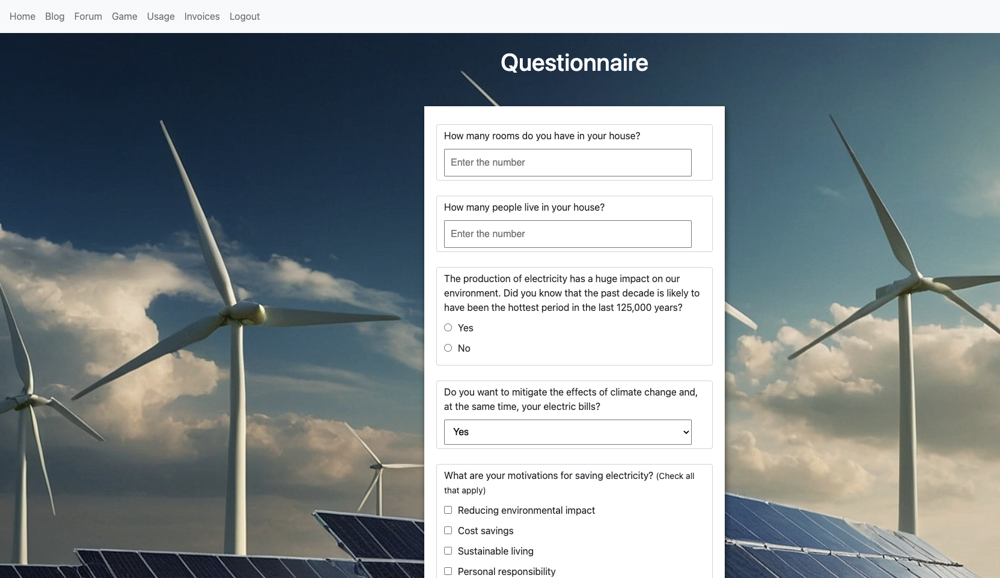 Home Blog Forum Game Usage Invoices Logout
Questionnaire
How many rooms do you have in your house?
Enter the number
How many people live in your house?
Enter the number
The production of electricity has a huge impact on our
environment. Did you know that the past decade is likely to
have been the hottest period in the last 125,000 years?
Yes
No
Do you want to mitigate the effects of climate change and,
at the same time, your electric bills?
Yes
What are your motivations for saving electricity? (Check all
that apply)
Reducing environmental impact
Cost savings
Sustainable living
Personal responsibility